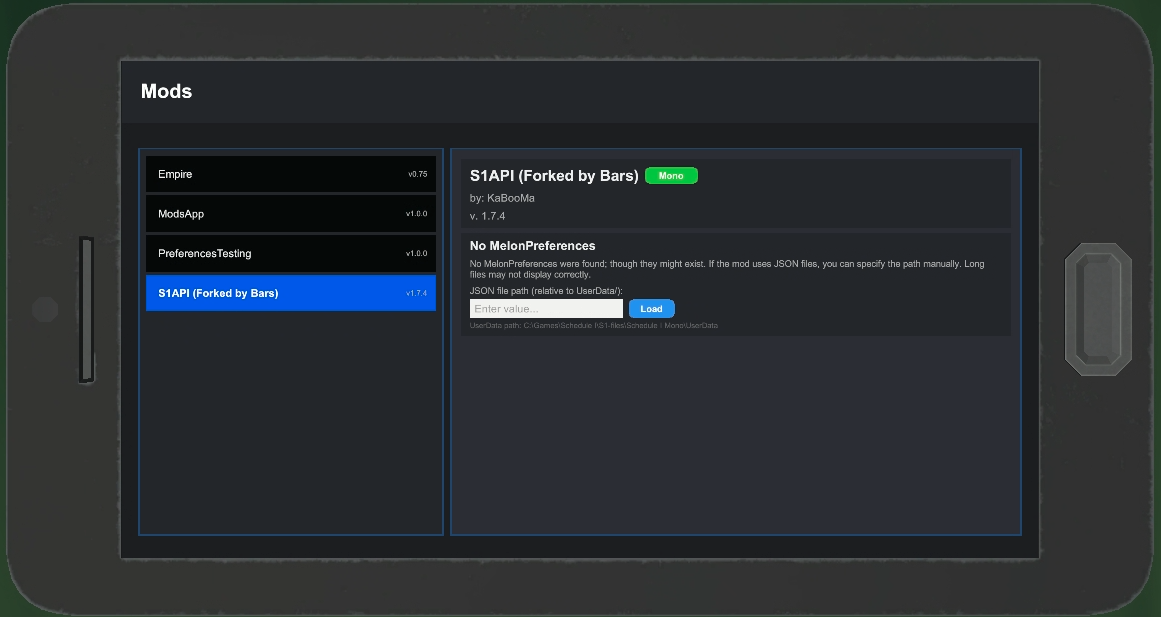 Mods
Empire v0.75
ModsApp v1.0.0
PreferencesTesting v1.0.0
S1API (Forked by Bars) v1.7.4
S1API (Forked by Bars) Mono
by: KaBooMa
v. 1.7.4
No MelonPreferences
No MelonPreferences were found; though they might exist. If the mod uses JSON files, you can specify the path manually. Long
files may not display correctly.
JSON file path (relative to UserData/):
Enter value... Load
UserData path: C:\Games\Schedule I\S1-files\Schedule I Mono\UserData